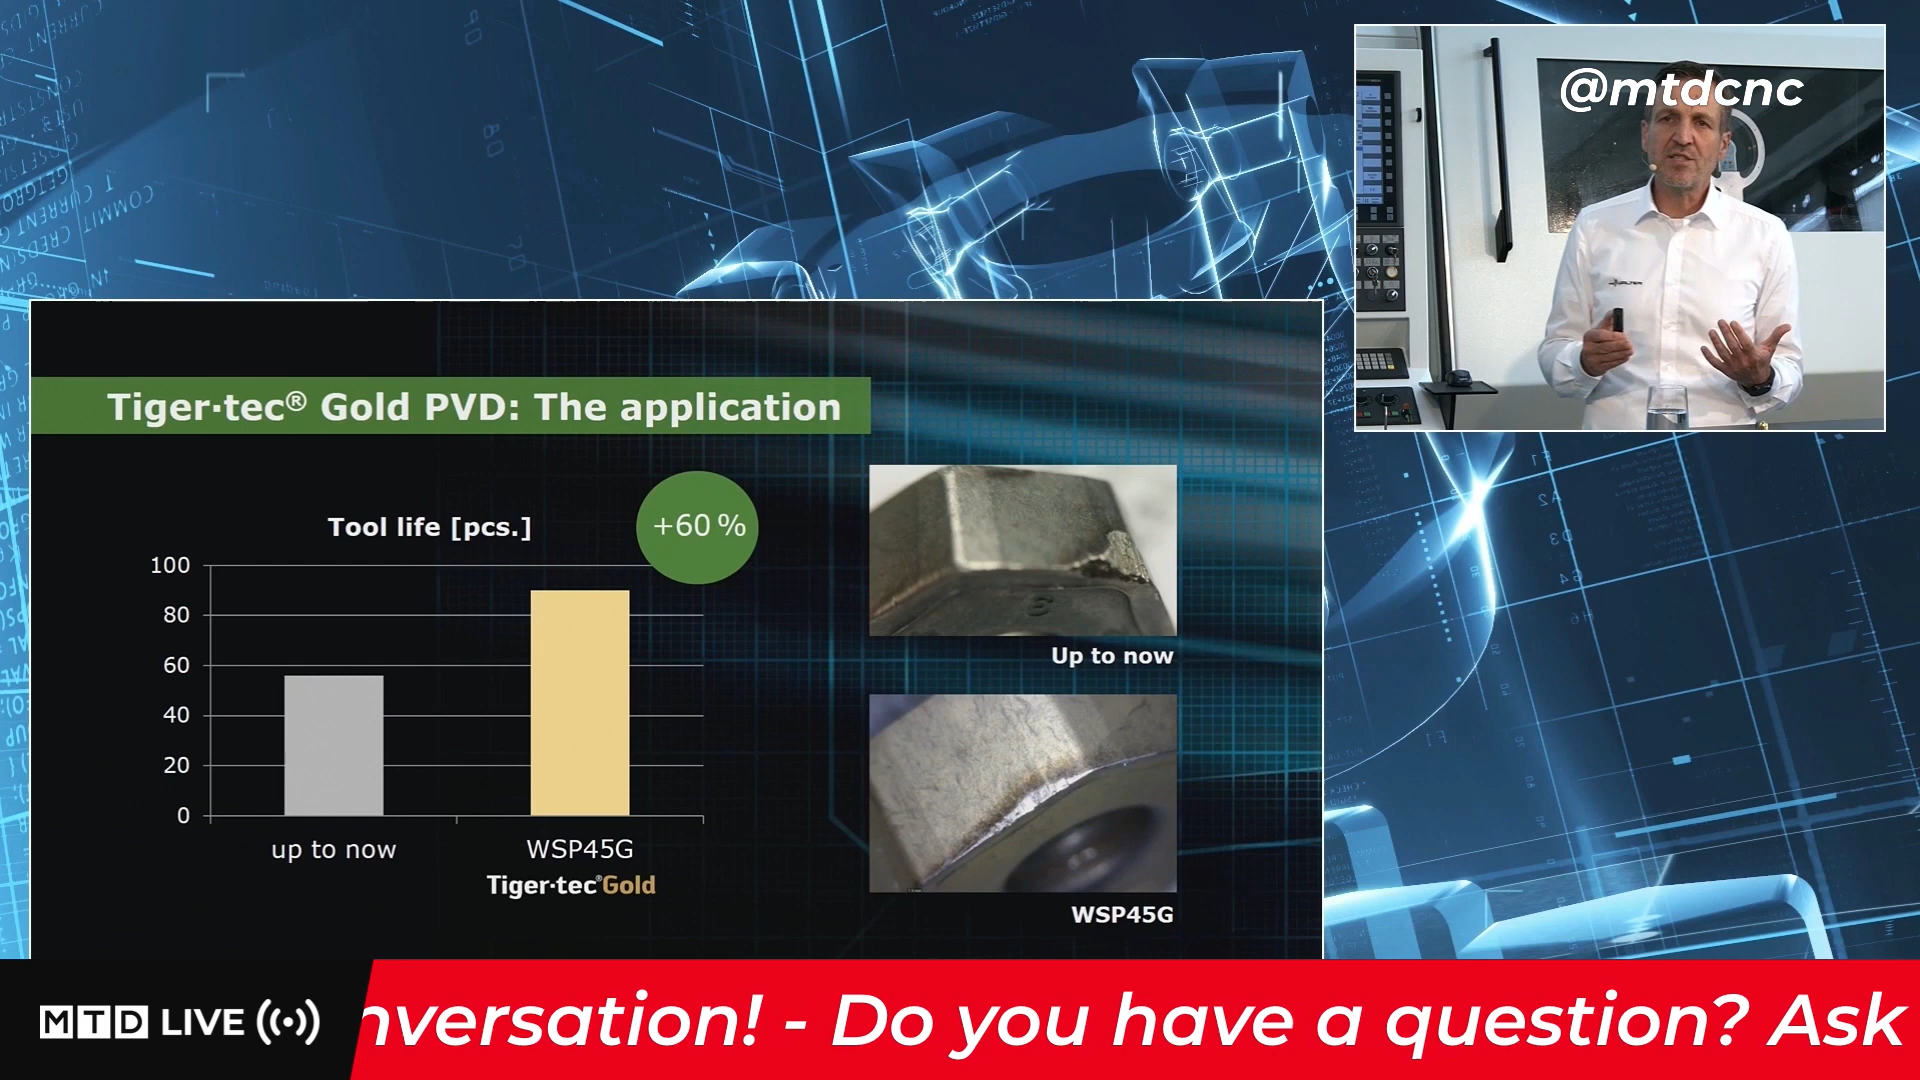 @mtdcnc
WALTER
Tiger·tec® Gold PVD: The application
Tool life [pcs.]
+60 %
100
80
60
40
20
0
up to now
WSP45G
Tiger·tec®Gold
Up to now
WSP45G
MTD LIVE
nversation! - Do you have a question? Ask